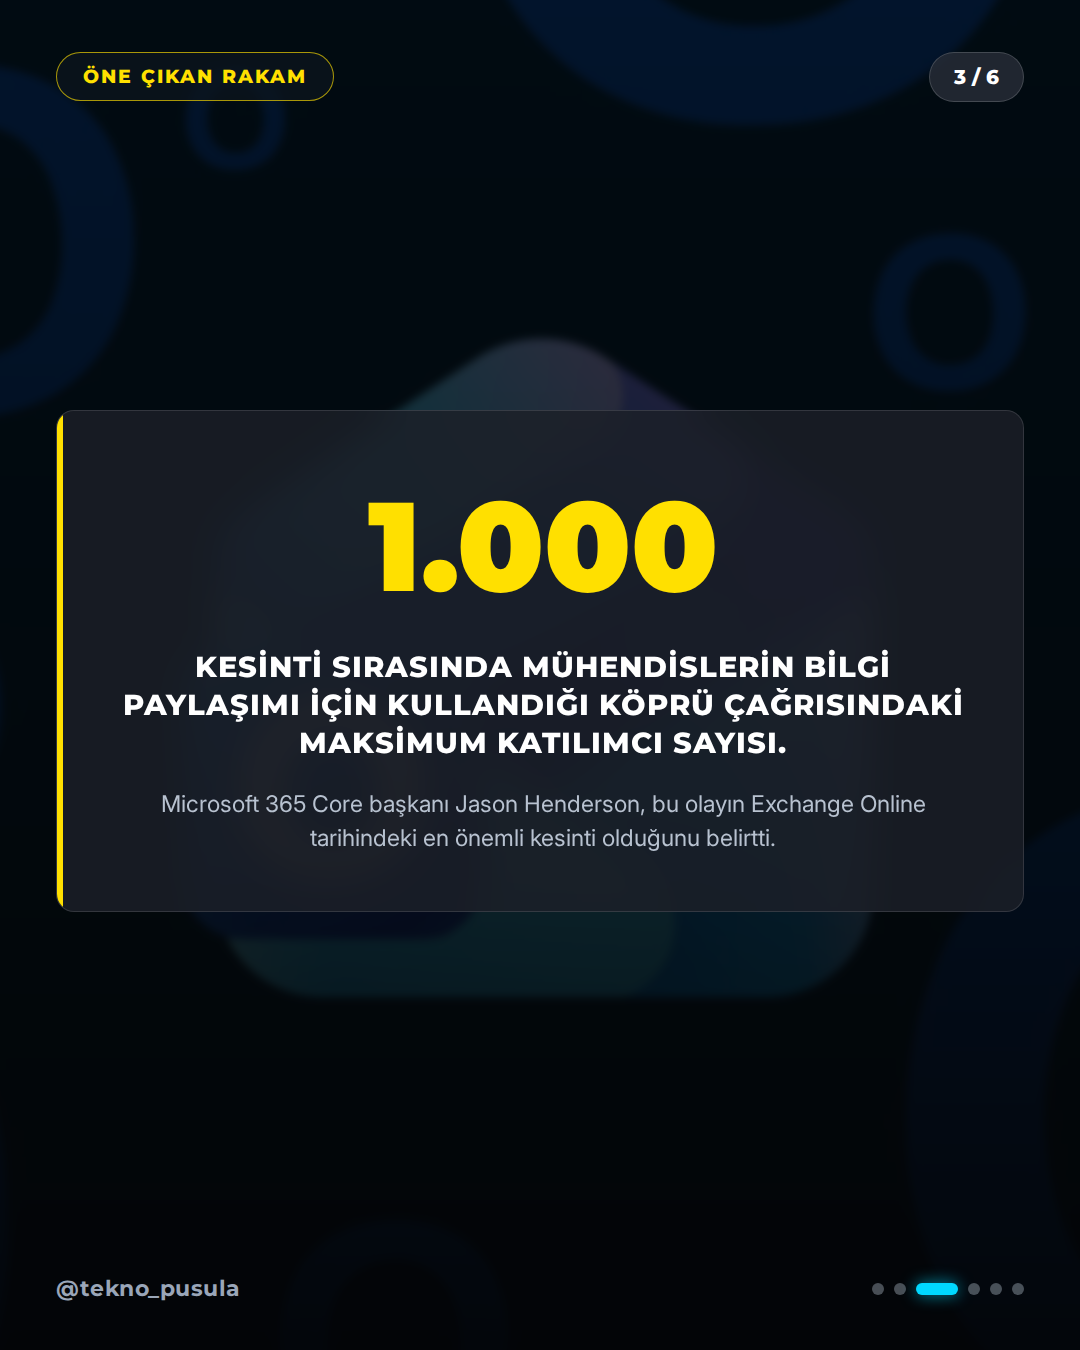 ÖNE ÇIKAN RAKAM
3 / 6
1.000
KESİNTİ SIRASINDA MÜHENDİSLERİN BİLGİ
PAYLAŞIMI İÇİN KULLANDIĞI KÖPRÜ ÇAĞRISINDAKİ
MAKSİMUM KATILIMCI SAYISI.
Microsoft 365 Core başkanı Jason Henderson, bu olayın Exchange Online
tarihindeki en önemli kesinti olduğunu belirtti.
@tekno_pusula